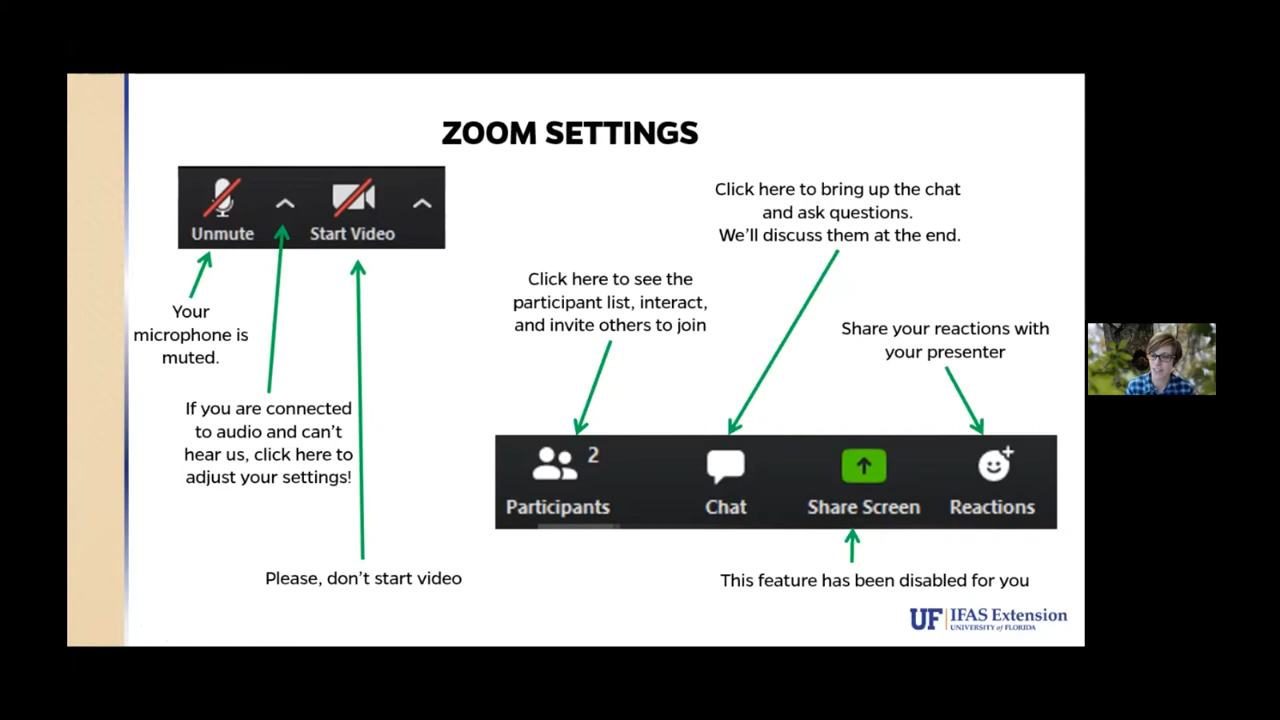 ZOOM SETTINGS
Unmute
Start Video
Your
microphone is
muted.
If you are connected
to audio and can’t
hear us, click here to
adjust your settings!
Please, don’t start video
Click here to see the
participant list, interact,
and invite others to join
Click here to bring up the chat
and ask questions.
We’ll discuss them at the end.
Share your reactions with
your presenter
2
Participants
Chat
Share Screen
Reactions
This feature has been disabled for you
UF IFAS Extension
UNIVERSITY of FLORIDA